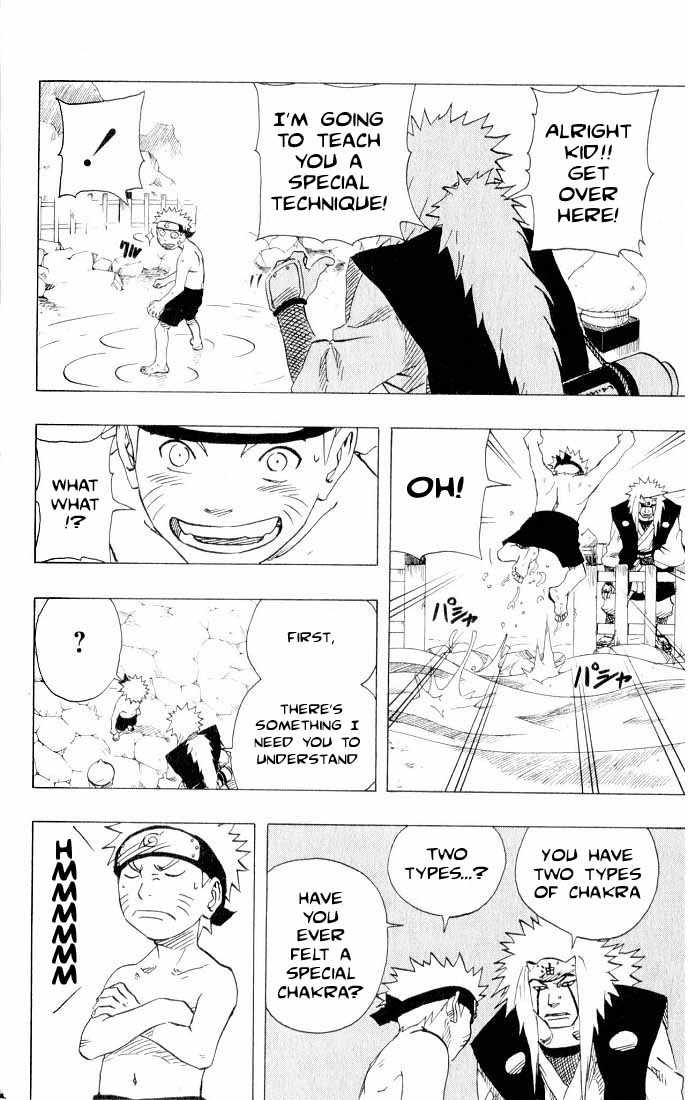 ALRIGHT
KID!!
GET
OVER
HERE!
I'M GOING
TO TEACH
YOU A
SPECIAL
TECHNIQUE!
!
クル
OH!
パシャ
パシャ
WHAT
WHAT
!?
FIRST,
THERE'S
SOMETHING I
NEED YOU TO
UNDERSTAND
?
YOU HAVE
TWO TYPES
OF CHAKRA
TWO
TYPES...?
HAVE
YOU
EVER
FELT A
SPECIAL
CHAKRA?
油
HMMMMMM